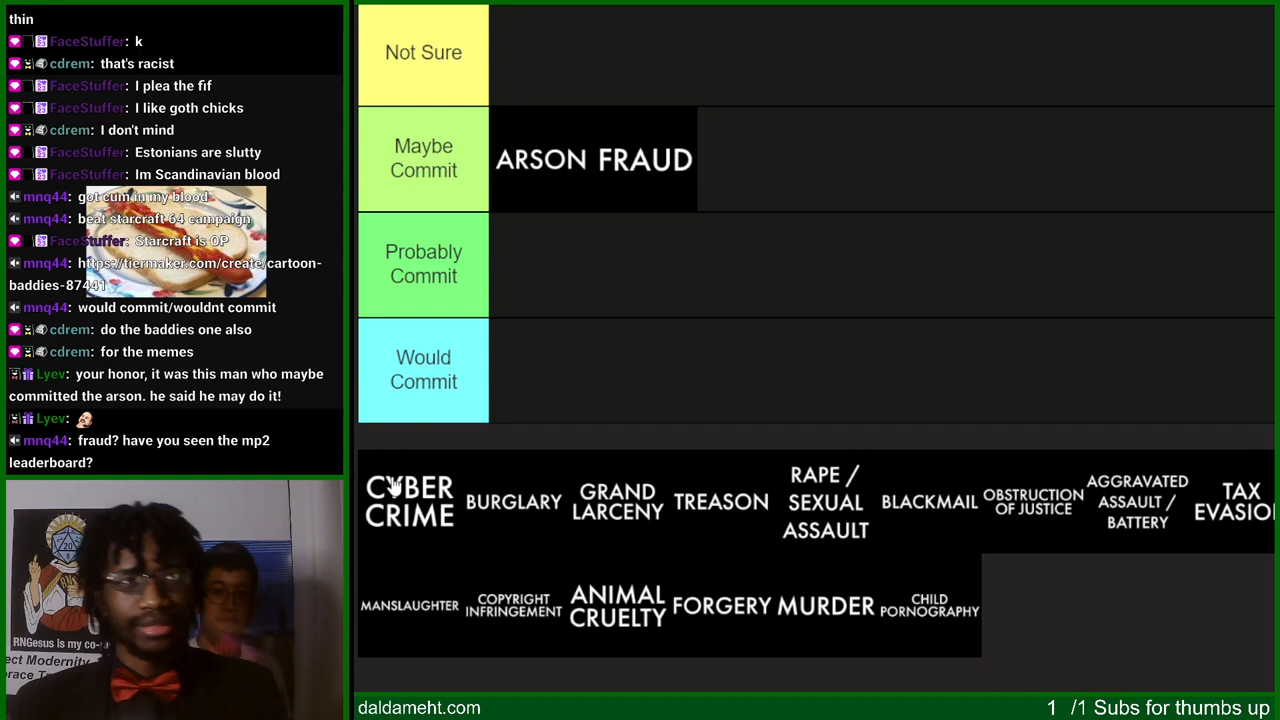 thin
FaceStuffer: k
cdrem: that's racist
FaceStuffer: I plea the fif
FaceStuffer: I like goth chicks
cdrem: I don't mind
FaceStuffer: Estonians are slutty
FaceStuffer: Im Scandinavian blood
mnq44: got cum in my blood
mnq44: beat starcraft 64 campaign
FaceStuffer: Starcraft is OP
mnq44: https://tiermaker.com/create/cartoon-
baddies-87441
mnq44: would commit/wouldnt commit
cdrem: do the baddies one also
cdrem: for the memes
Lyev: your honor, it was this man who maybe
committed the arson. he said he may do it!
Lyev:
mnq44: fraud? have you seen the mp2
leaderboard?
20
RNGesus is my co-
ect Modernity
race
Not Sure
Maybe
Commit
ARSON FRAUD
Probably
Commit
Would
Commit
CYBER
CRIME
BURGLARY
GRAND
LARCENY
TREASON
RAPE /
SEXUAL
ASSAULT
BLACKMAIL
OBSTRUCTION
OF JUSTICE
AGGRAVATED
ASSAULT /
BATTERY
TAX
EVASIO
MANSLAUGHTER
COPYRIGHT
INFRINGEMENT
ANIMAL
CRUELTY
FORGERY
MURDER
CHILD
PORNOGRAPHY
daldameht.com
1 /1 Subs for thumbs up